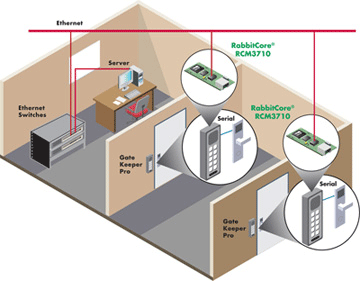 Ethernet
RabbitCore®
RCM3710
Server
RabbitCore®
RCM3710
Ethernet
Switches
Serial
Gate
Keeper
Pro
Serial
Gate
Keeper
Pro